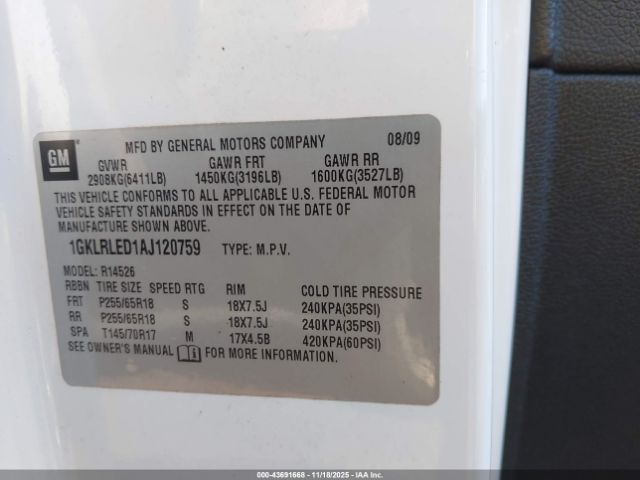 GM
MFD BY GENERAL MOTORS COMPANY 08/09
GVWR GAWR FRT GAWR RR
2908KG(6411LB) 1450KG(3196LB) 1600KG(3527LB)
THIS VEHICLE CONFORMS TO ALL APPLICABLE U.S. FEDERAL MOTOR
VEHICLE SAFETY STANDARDS IN EFFECT ON THE DATE OF
MANUFACTURE SHOWN ABOVE.
1GKLRLED1AJ120759 TYPE: M.P.V.
MODEL: R14526
RBBN TIRE SIZE SPEED RTG RIM COLD TIRE PRESSURE
FRT P255/65R18 S 18X7.5J 240KPA(35PSI)
RR P255/65R18 S 18X7.5J 240KPA(35PSI)
SPA T145/70R17 M 17X4.5B 420KPA(60PSI)
SEE OWNER'S MANUAL FOR MORE INFORMATION.
000-43691668 - 11/18/2025 - IAAI.COM